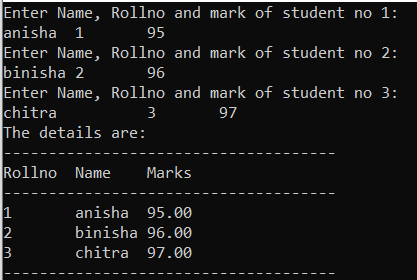 Enter Name, Rollno and mark of student no 1:
anisha  1       95
Enter Name, Rollno and mark of student no 2:
binisha 2       96
Enter Name, Rollno and mark of student no 3:
chitra          3       97
The details are:
-------------------------------------
Rollno  Name    Marks
-------------------------------------
1       anisha  95.00
2       binisha 96.00
3       chitra  97.00
-------------------------------------